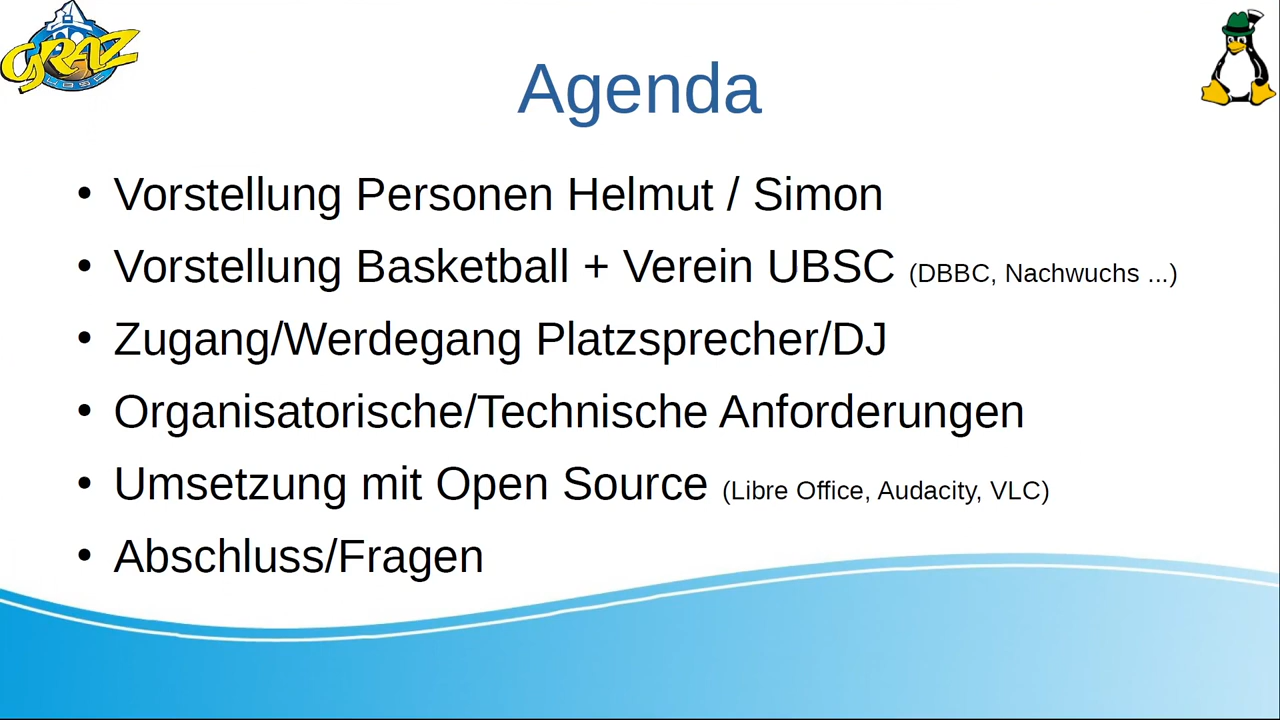 GRAZ
UBSC
Agenda
• Vorstellung Personen Helmut / Simon
• Vorstellung Basketball + Verein UBSC (DBBC, Nachwuchs ...)
• Zugang/Werdegang Platzsprecher/DJ
• Organisatorische/Technische Anforderungen
• Umsetzung mit Open Source (Libre Office, Audacity, VLC)
• Abschluss/Fragen